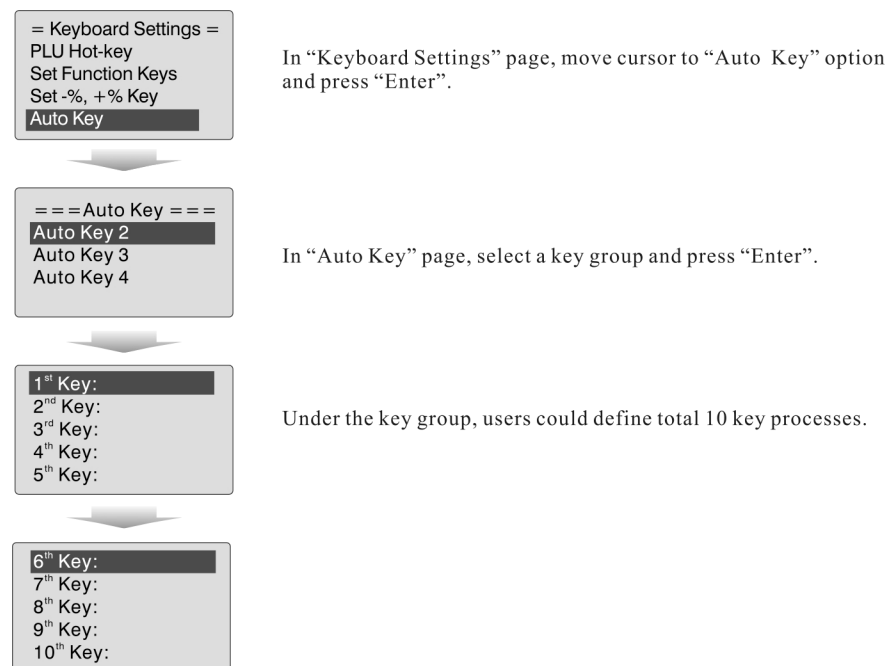 = Keyboard Settings =
PLU Hot-key
Set Function Keys
Set -%, +% Key
Auto Key
In “Keyboard Settings” page, move cursor to “Auto Key” option
and press “Enter”.
===Auto Key ===
Auto Key 2
Auto Key 3
Auto Key 4
In “Auto Key” page, select a key group and press “Enter”.
1st Key:
2nd Key:
3rd Key:
4th Key:
5th Key:
Under the key group, users could define total 10 key processes.
6th Key:
7th Key:
8th Key:
9th Key:
10th Key: